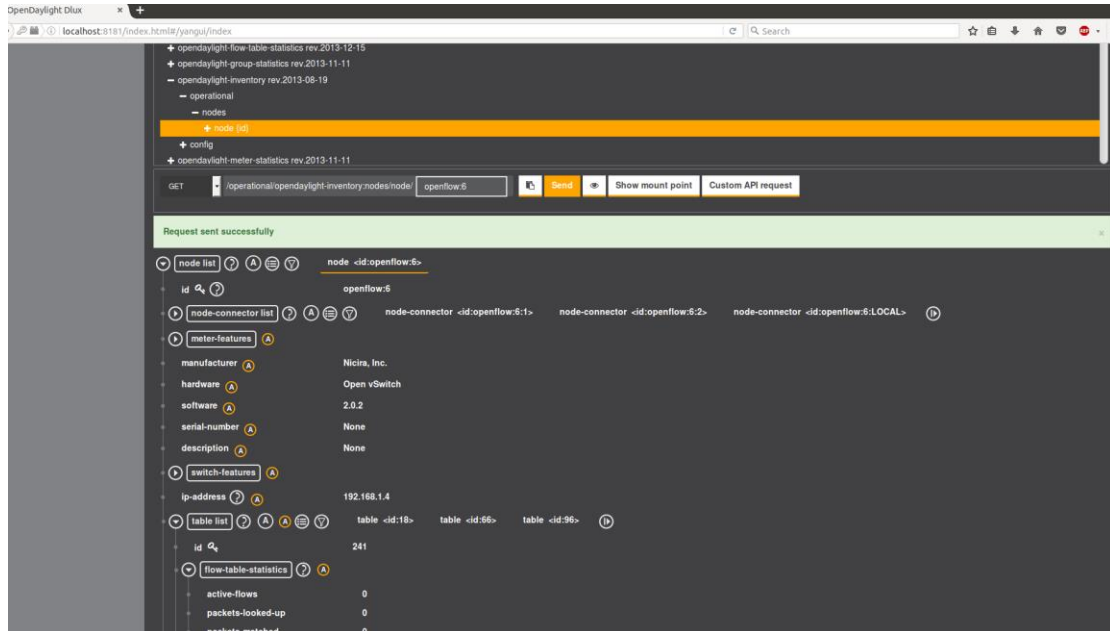 OpenDaylight Dlux × +
localhost:8181/index.html#/yangui/index Search
+ opendaylight-flow-table-statistics rev.2013-12-15
+ opendaylight-group-statistics rev.2013-11-11
− opendaylight-inventory rev.2013-08-19
− operational
− nodes
+ node {id}
+ config
+ opendaylight-meter-statistics rev.2013-11-11
GET /operational/opendaylight-inventory:nodes/node/ openflow:6 Send Show mount point Custom API request
Request sent successfully ×
node list ? A node <id:openflow:6>
id ? openflow:6
node-connector list ? A node-connector <id:openflow:6:1> node-connector <id:openflow:6:2> node-connector <id:openflow:6:LOCAL>
meter-features A
manufacturer A Nicira, Inc.
hardware A Open vSwitch
software A 2.0.2
serial-number A None
description A None
switch-features A
ip-address ? A 192.168.1.4
table list ? A A table <id:18> table <id:66> table <id:96>
id 241
flow-table-statistics ? A
active-flows 0
packets-looked-up 0
packets-matched 0